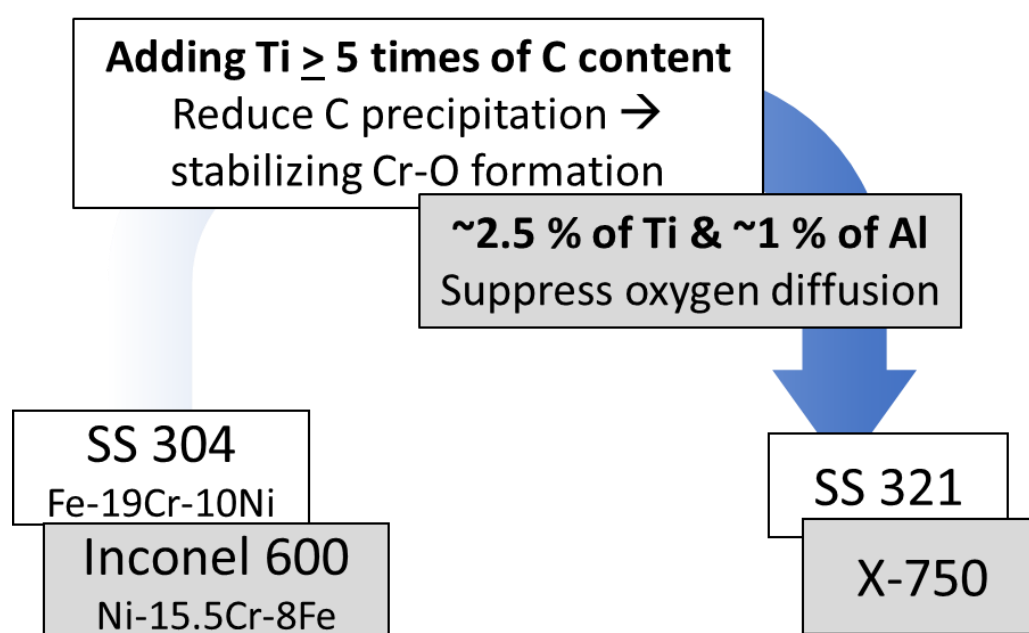 Adding Ti ≥ 5 times of C content
Reduce C precipitation →
stabilizing Cr-O formation
~2.5 % of Ti & ~1 % of Al
Suppress oxygen diffusion
SS 304
Fe-19Cr-10Ni
Inconel 600
Ni-15.5Cr-8Fe
SS 321
X-750